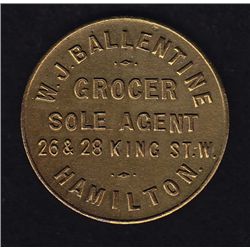 W.J. BALLENTINE
GROCER
SOLE AGENT
26 & 28 KING ST. W.
HAMILTON.